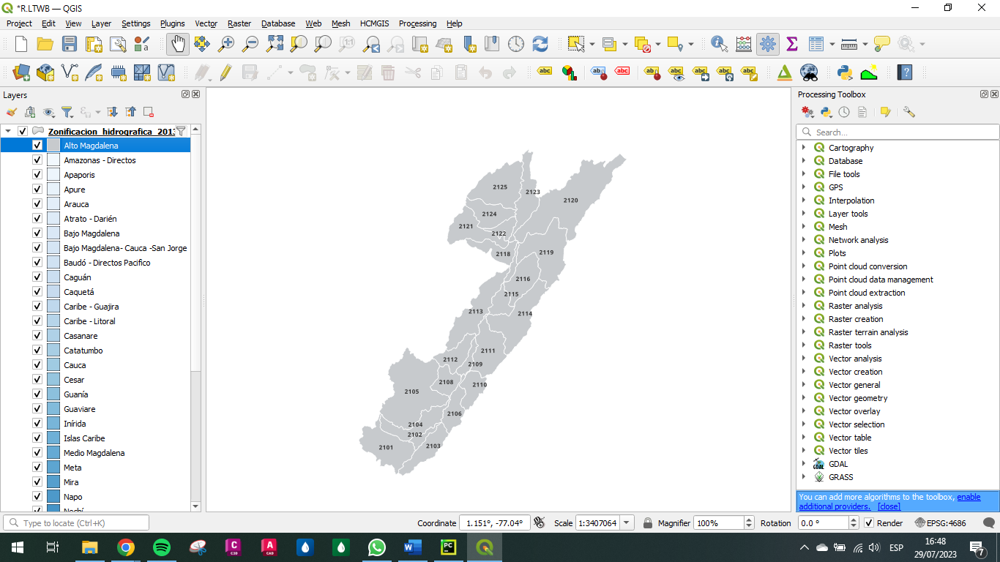 *R.LTWB — QGIS
Project Edit View Layer Settings Plugins Vector Raster Database Web Mesh HCMGIS Processing Help
Layers
Zonificacion_hidrografica_2013
Alto Magdalena
Amazonas - Directos
Apaporis
Apure
Arauca
Atrato - Darién
Bajo Magdalena
Bajo Magdalena- Cauca -San Jorge
Baudó - Directos Pacifico
Caguán
Caquetá
Caribe - Guajira
Caribe - Litoral
Casanare
Catatumbo
Cauca
Cesar
Guanía
Guaviare
Inírida
Islas Caribe
Medio Magdalena
Meta
Mira
Napo
Nechí
2125
2123
2120
2124
2121
2122
2118
2119
2116
2115
2113
2114
2111
2112
2109
2108
2110
2105
2106
2104
2102
2101
2103
Processing Toolbox
Search...
Cartography
Database
File tools
GPS
Interpolation
Layer tools
Mesh
Network analysis
Plots
Point cloud conversion
Point cloud data management
Point cloud extraction
Raster analysis
Raster creation
Raster terrain analysis
Raster tools
Vector analysis
Vector creation
Vector general
Vector geometry
Vector overlay
Vector selection
Vector table
Vector tiles
GDAL
GRASS
You can add more algorithms to the toolbox, enable
additional providers. [close]
Type to locate (Ctrl+K)
Coordinate 1.151°, -77.04° Scale 1:3407064 Magnifier 100% Rotation 0.0 ° Render EPSG:4686
ESP
16:48
29/07/2023
7